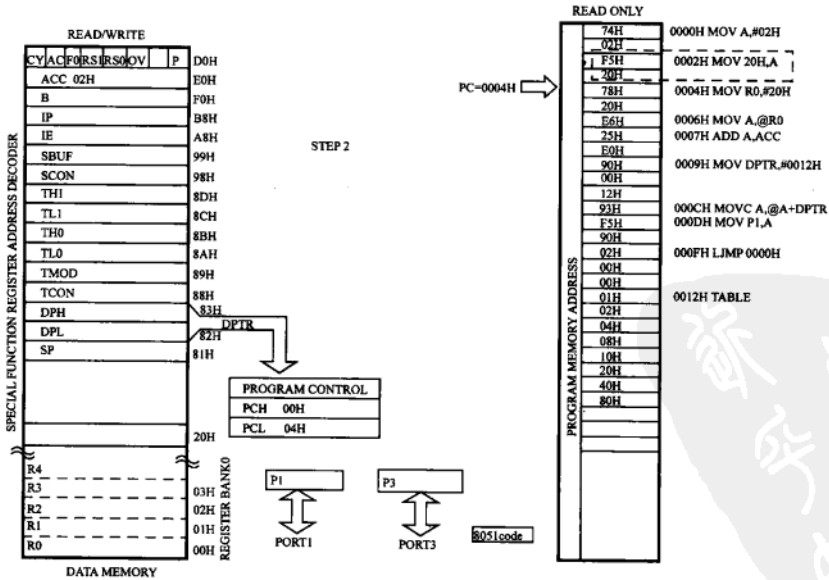 READ/WRITE
CY AC F0 RS1 RS0 OV P D0H
ACC 02H E0H
B F0H
IP B8H
IE A8H
SBUF 99H
SCON 98H
TH1 8DH
TL1 8CH
TH0 8BH
TL0 8AH
TMOD 89H
TCON 88H
DPH 83H
DPTR
DPL 82H
SP 81H
20H
SPECIAL FUNCTION REGISTER ADDRESS DECODER
R4
R3 03H
R2 02H
R1 01H
R0 00H
REGISTER BANK0
DATA MEMORY
STEP 2
PROGRAM CONTROL
PCH 00H
PCL 04H
P1
PORT1
P3
PORT3
8051code
PC=0004H
READ ONLY
74H 0000H MOV A,#02H
02H
F5H 0002H MOV 20H,A
20H
78H 0004H MOV R0,#20H
20H
E6H 0006H MOV A,@R0
25H 0007H ADD A,ACC
E0H
90H 0009H MOV DPTR,#0012H
00H
12H
93H 000CH MOVC A,@A+DPTR
F5H 000DH MOV P1,A
90H
02H 000FH LJMP 0000H
00H
00H
01H 0012H TABLE
02H
04H
08H
10H
20H
40H
80H
PROGRAM MEMORY ADDRESS